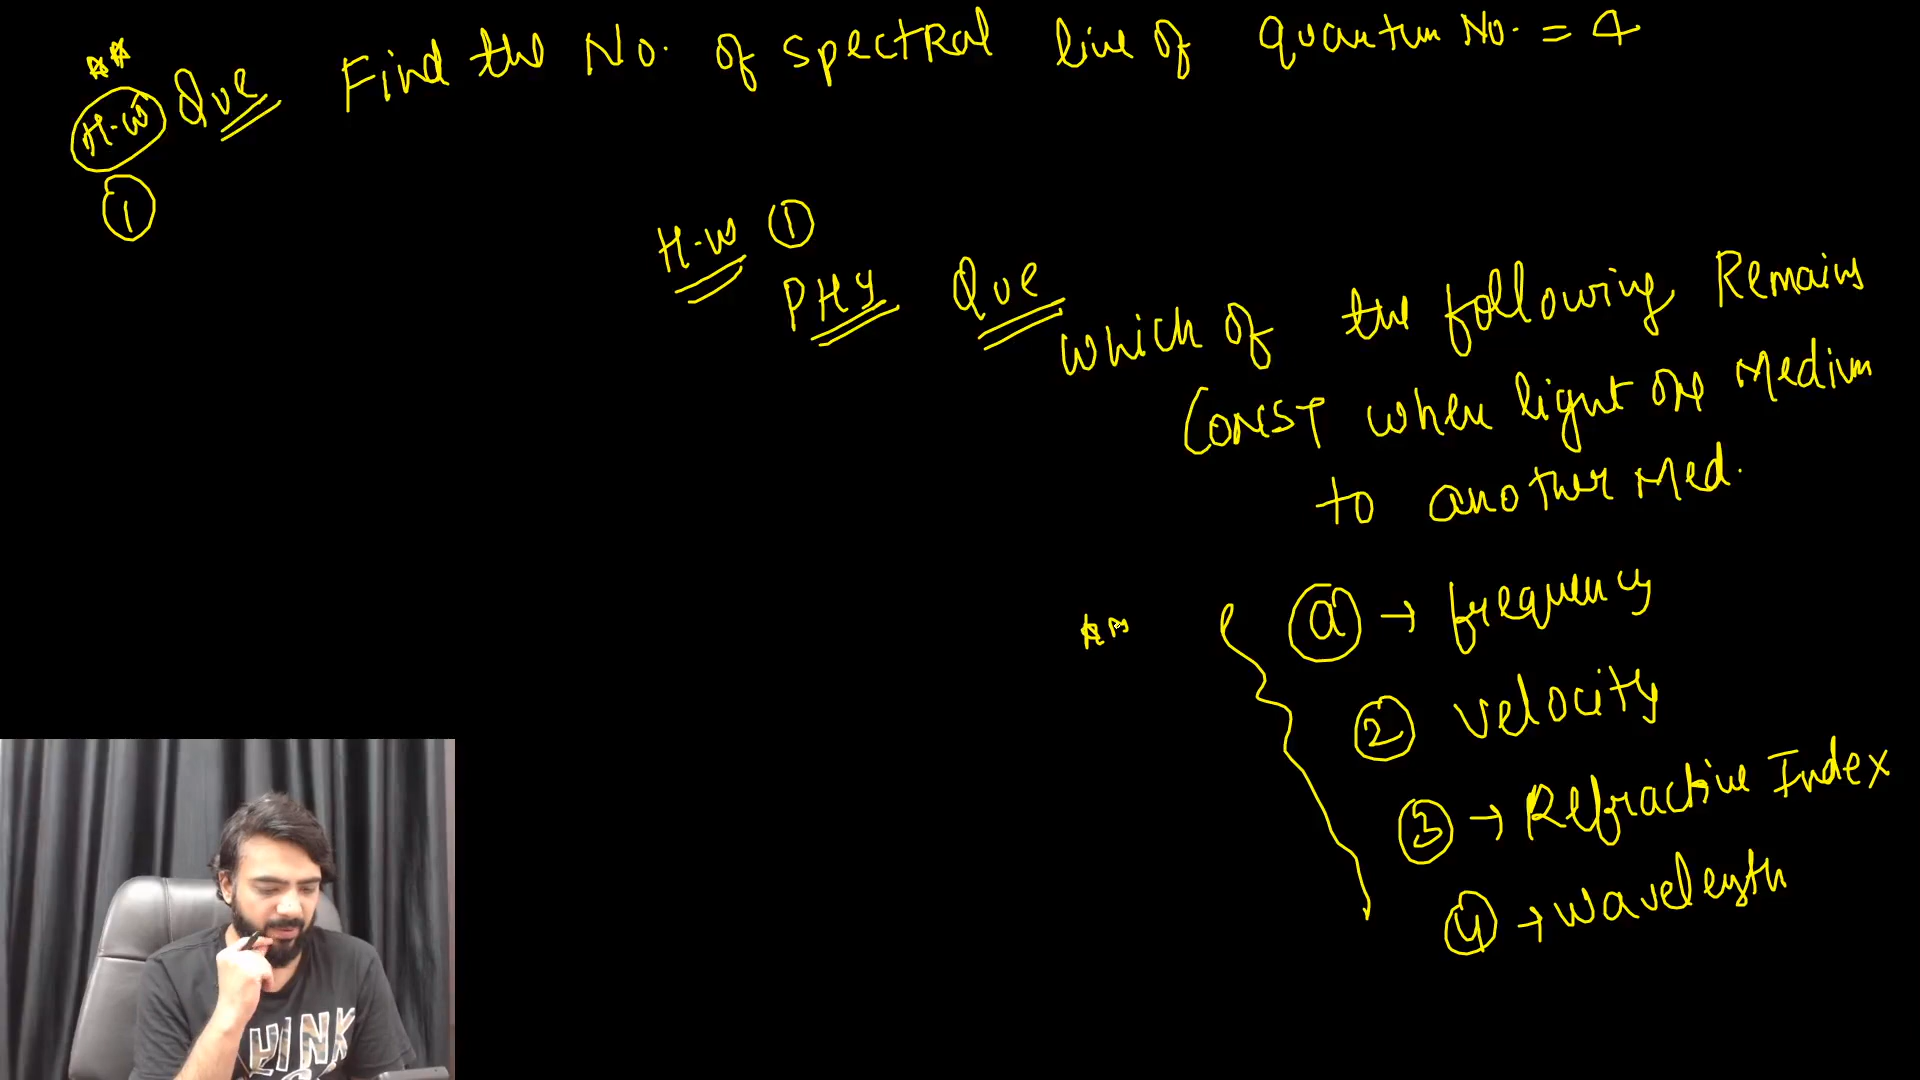 H-W Que Find the No. of spectral line of quantum No. = 4
1
H-W 1
PHy Que which of the following Remains
Const when light one Medium
to another Med.
a → frequency
2 velocity
3 → Refractive Index
4 → wavelength
HINK